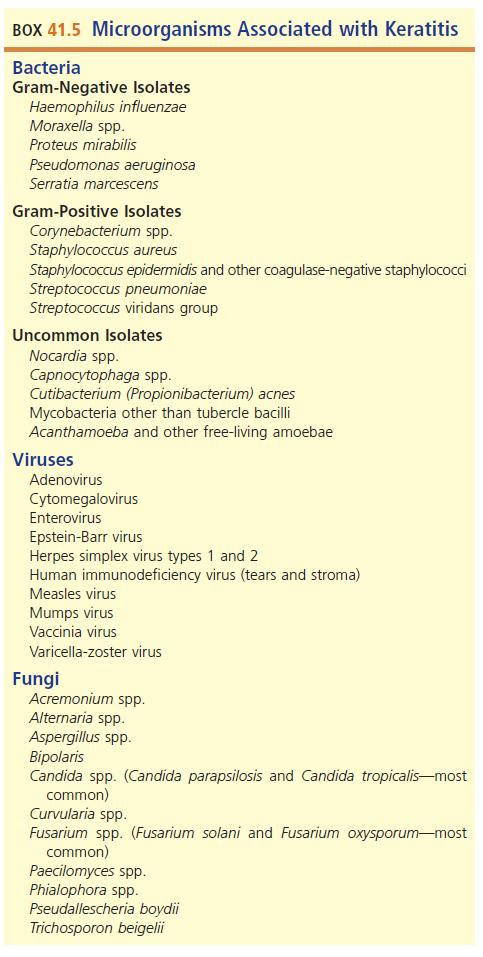 BOX 41.5 Microorganisms Associated with Keratitis
Bacteria
Gram-Negative Isolates
Haemophilus influenzae
Moraxella spp.
Proteus mirabilis
Pseudomonas aeruginosa
Serratia marcescens
Gram-Positive Isolates
Corynebacterium spp.
Staphylococcus aureus
Staphylococcus epidermidis and other coagulase-negative staphylococci
Streptococcus pneumoniae
Streptococcus viridans group
Uncommon Isolates
Nocardia spp.
Capnocytophaga spp.
Cutibacterium (Propionibacterium) acnes
Mycobacteria other than tubercle bacilli
Acanthamoeba and other free-living amoebae
Viruses
Adenovirus
Cytomegalovirus
Enterovirus
Epstein-Barr virus
Herpes simplex virus types 1 and 2
Human immunodeficiency virus (tears and stroma)
Measles virus
Mumps virus
Vaccinia virus
Varicella-zoster virus
Fungi
Acremonium spp.
Alternaria spp.
Aspergillus spp.
Bipolaris
Candida spp. (Candida parapsilosis and Candida tropicalis—most
common)
Curvularia spp.
Fusarium spp. (Fusarium solani and Fusarium oxysporum—most
common)
Paecilomyces spp.
Phialophora spp.
Pseudallescheria boydii
Trichosporon beigelii